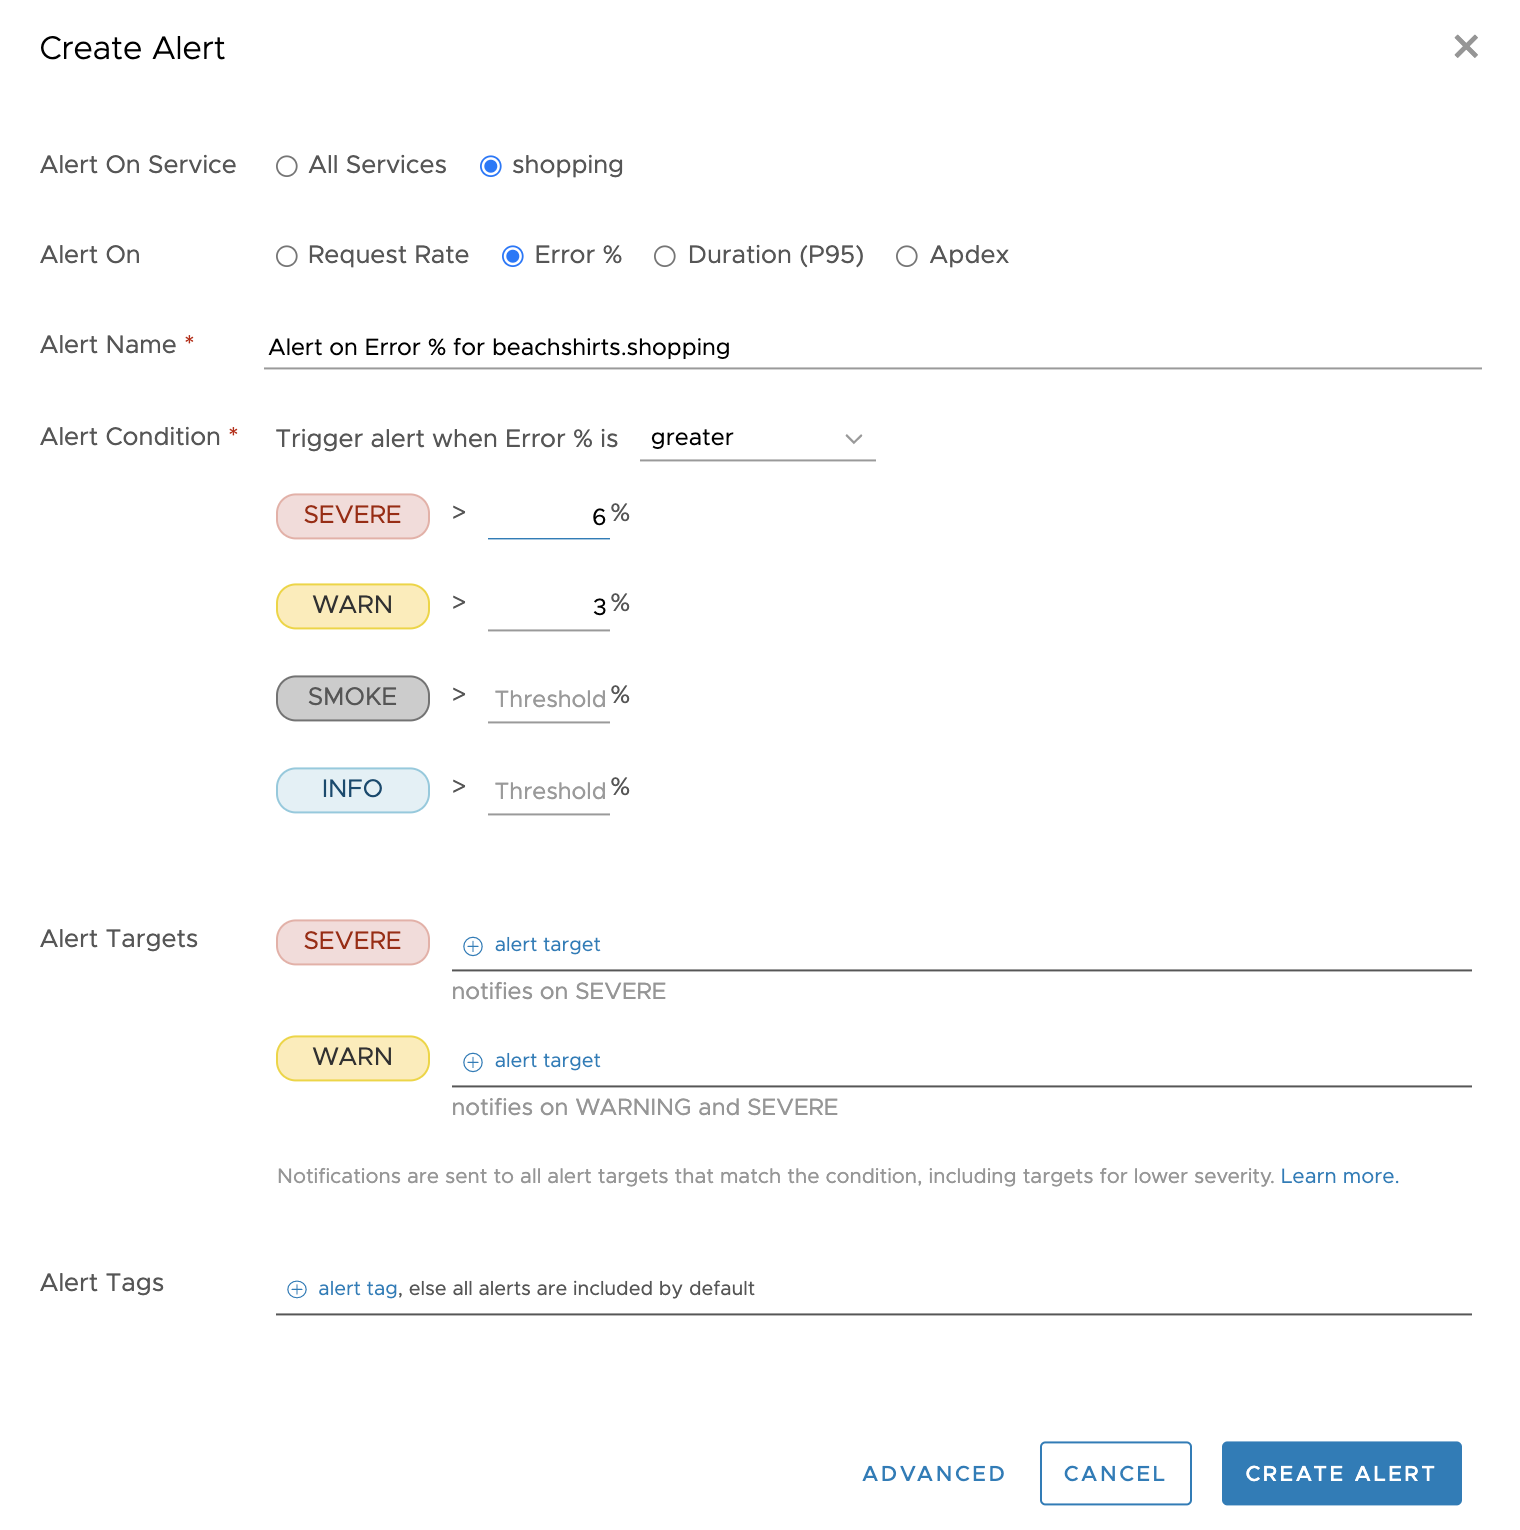 Create Alert
Alert On Service All Services shopping
Alert On Request Rate Error % Duration (P95) Apdex
Alert Name * Alert on Error % for beachshirts.shopping
Alert Condition * Trigger alert when Error % is greater
SEVERE > 6 %
WARN > 3 %
SMOKE > Threshold %
INFO > Threshold %
Alert Targets SEVERE alert target
notifies on SEVERE
WARN alert target
notifies on WARNING and SEVERE
Notifications are sent to all alert targets that match the condition, including targets for lower severity. Learn more.
Alert Tags alert tag, else all alerts are included by default
ADVANCED CANCEL CREATE ALERT